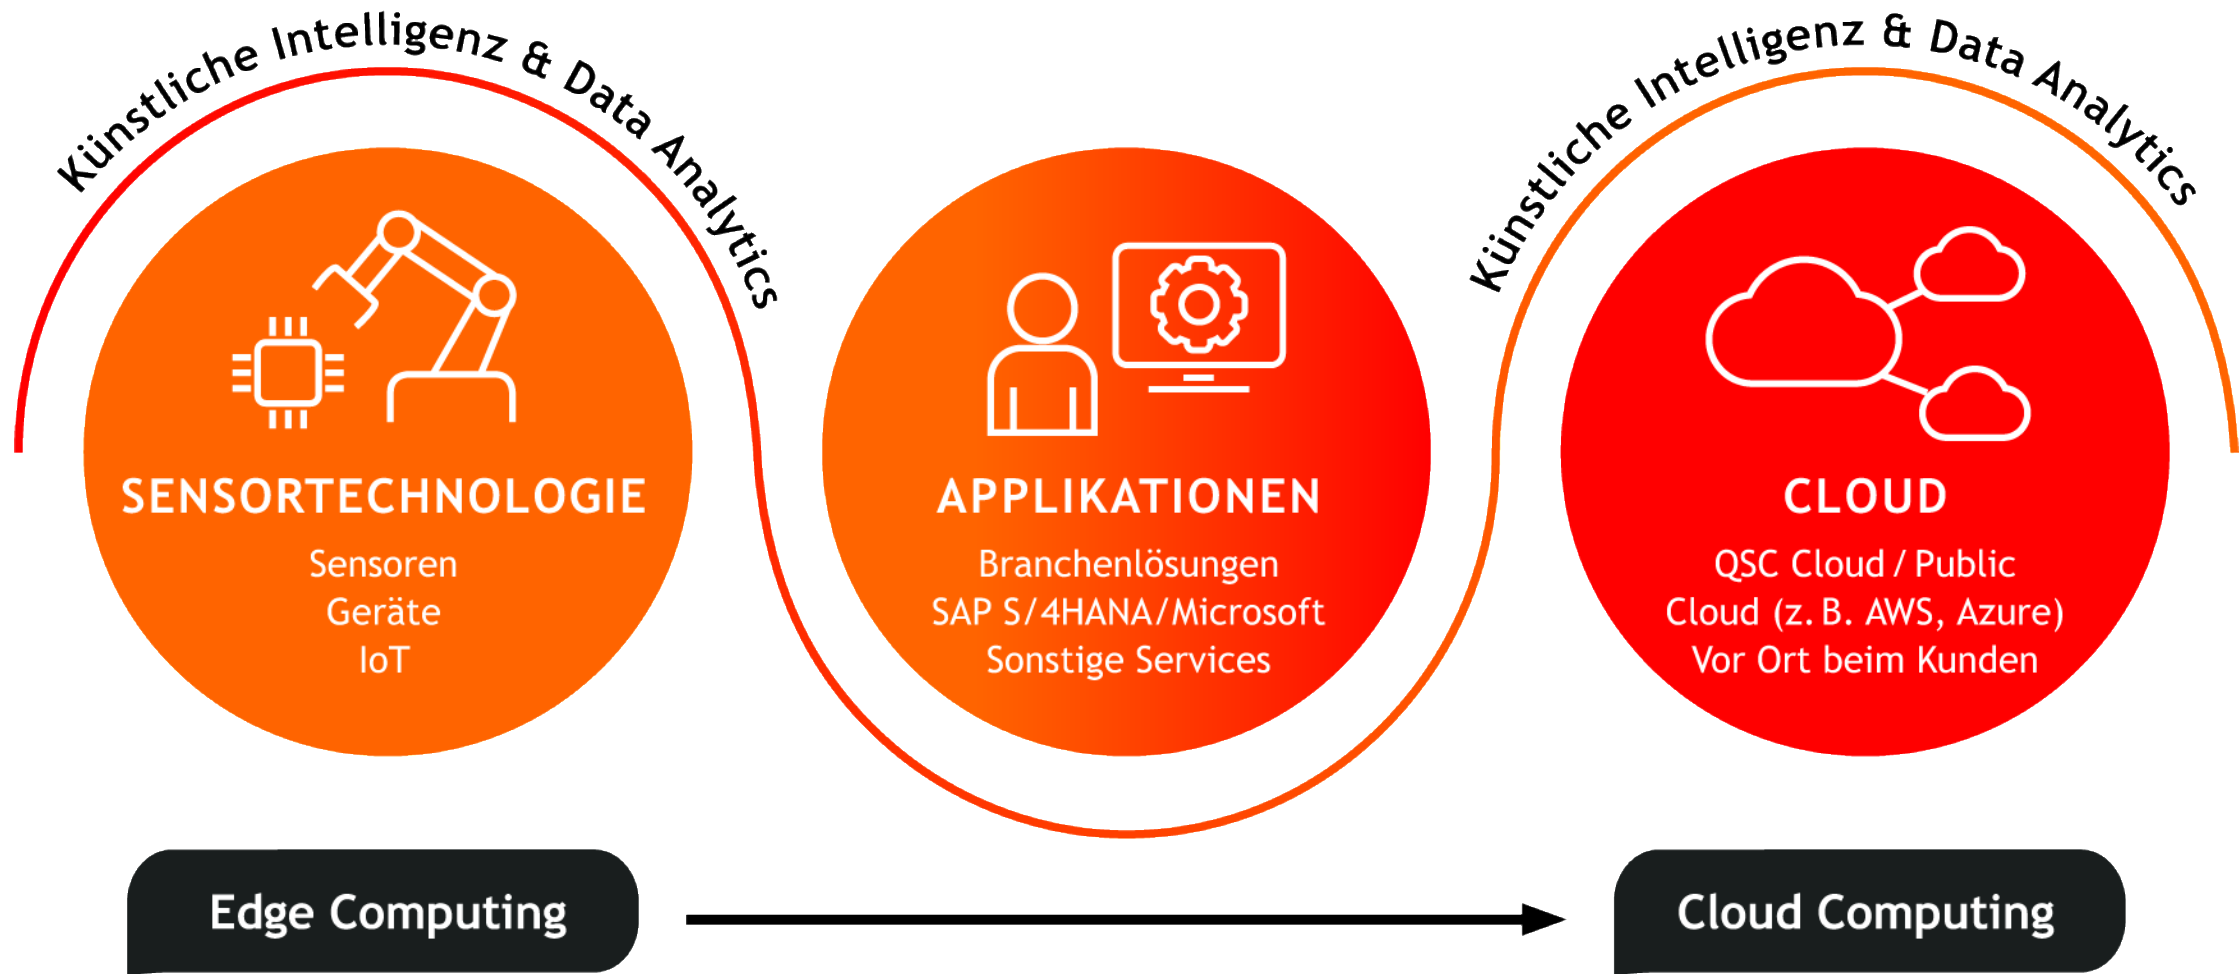 Künstliche Intelligenz & Data Analytics
Künstliche Intelligenz & Data Analytics
SENSORTECHNOLOGIE
Sensoren
Geräte
IoT
APPLIKATIONEN
Branchenlösungen
SAP S/4HANA/Microsoft
Sonstige Services
CLOUD
QSC Cloud / Public
Cloud (z. B. AWS, Azure)
Vor Ort beim Kunden
Edge Computing
Cloud Computing